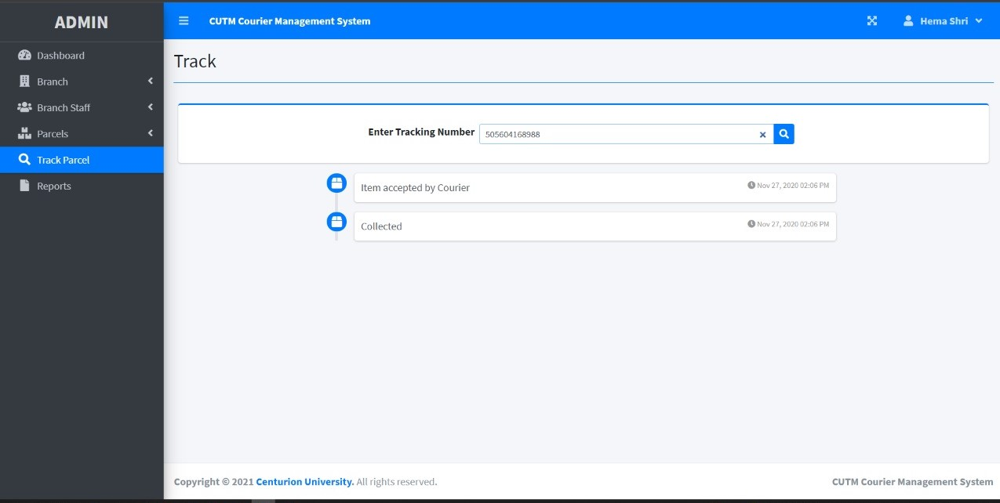 ADMIN
CUTM Courier Management System
Hema Shri
Dashboard
Branch
Branch Staff
Parcels
Track Parcel
Reports
Track
Enter Tracking Number
505604168988
Item accepted by Courier
Nov 27, 2020 02:06 PM
Collected
Nov 27, 2020 02:06 PM
Copyright © 2021 Centurion University. All rights reserved.
CUTM Courier Management System